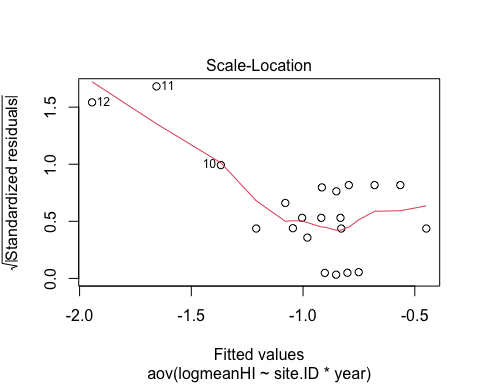 Scale-Location
√|Standardized residuals|
1.5
1.0
0.5
0.0
12
11
10
-2.0 -1.5 -1.0 -0.5
Fitted values
aov(logmeanHI ~ site.ID * year)